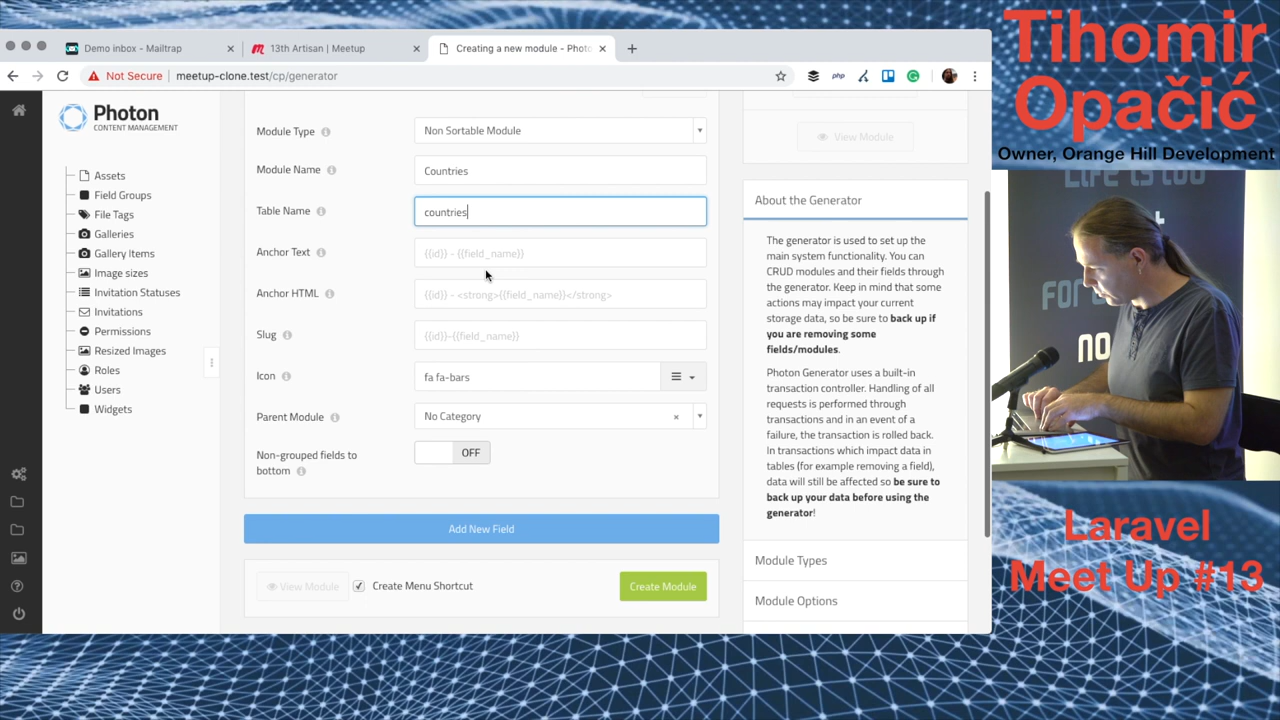 Demo inbox - Mailtrap
13th Artisan | Meetup
Creating a new module - Photo
Not Secure
meetup-clone.test/cp/generator
php
Photon
CONTENT MANAGEMENT
Assets
Field Groups
File Tags
Galleries
Gallery Items
Image sizes
Invitation Statuses
Invitations
Permissions
Resized Images
Roles
Users
Widgets
Module Type
Non Sortable Module
Module Name
Countries
Table Name
countries
Anchor Text
{{id}} - {{field_name}}
Anchor HTML
{{id}} - <strong>{{field_name}}</strong>
Slug
{{id}}-{{field_name}}
Icon
fa fa-bars
Parent Module
No Category
Non-grouped fields to
bottom
OFF
Add New Field
View Module
Create Menu Shortcut
Create Module
View Module
About the Generator
The generator is used to set up the
main system functionality. You can
CRUD modules and their fields through
the generator. Keep in mind that some
actions may impact your current
storage data, so be sure to back up if
you are removing some
fields/modules.
Photon Generator uses a built-in
transaction controller. Handling of all
requests is performed through
transactions and in an event of a
failure, the transaction is rolled back.
In transactions which impact data in
tables (for example removing a field),
data will still be affected so be sure to
back up your data before using the
generator!
Module Types
Module Options
Tihomir
Opačić
Owner, Orange Hill Development
LIFE IS TOO
NO
Laravel
Meet Up #13